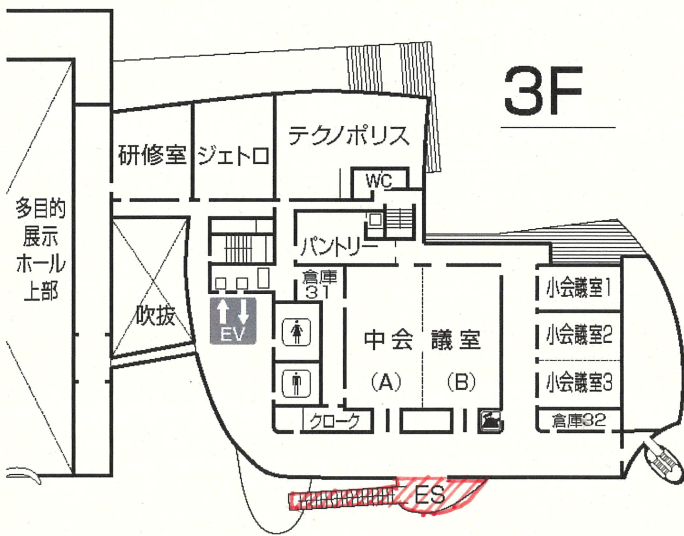 3F
研修室
ジェトロ
テクノポリス
WC
多目的
展示
ホール
上部
吹抜
パントリー
倉庫
31
EV
中会議室
(A)
(B)
小会議室1
小会議室2
小会議室3
クローク
倉庫32
ES